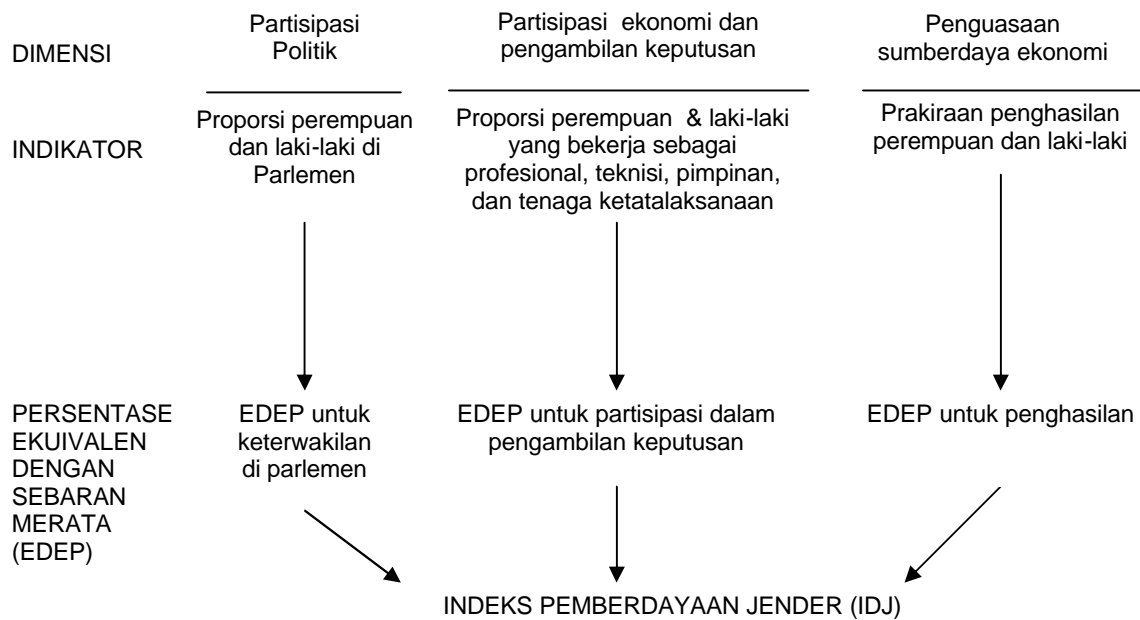 DIMENSI
Partisipasi
Politik
Partisipasi ekonomi dan
pengambilan keputusan
Penguasaan
sumberdaya ekonomi
INDIKATOR
Proporsi perempuan
dan laki-laki di
Parlemen
Proporsi perempuan & laki-laki
yang bekerja sebagai
profesional, teknisi, pimpinan,
dan tenaga ketatalaksanaan
Prakiraan penghasilan
perempuan dan laki-laki
PERSENTASE
EKUIVALEN
DENGAN
SEBARAN
MERATA
(EDEP)
EDEP untuk
keterwakilan
di parlemen
EDEP untuk partisipasi dalam
pengambilan keputusan
EDEP untuk penghasilan
INDEKS PEMBERDAYAAN JENDER (IDJ)